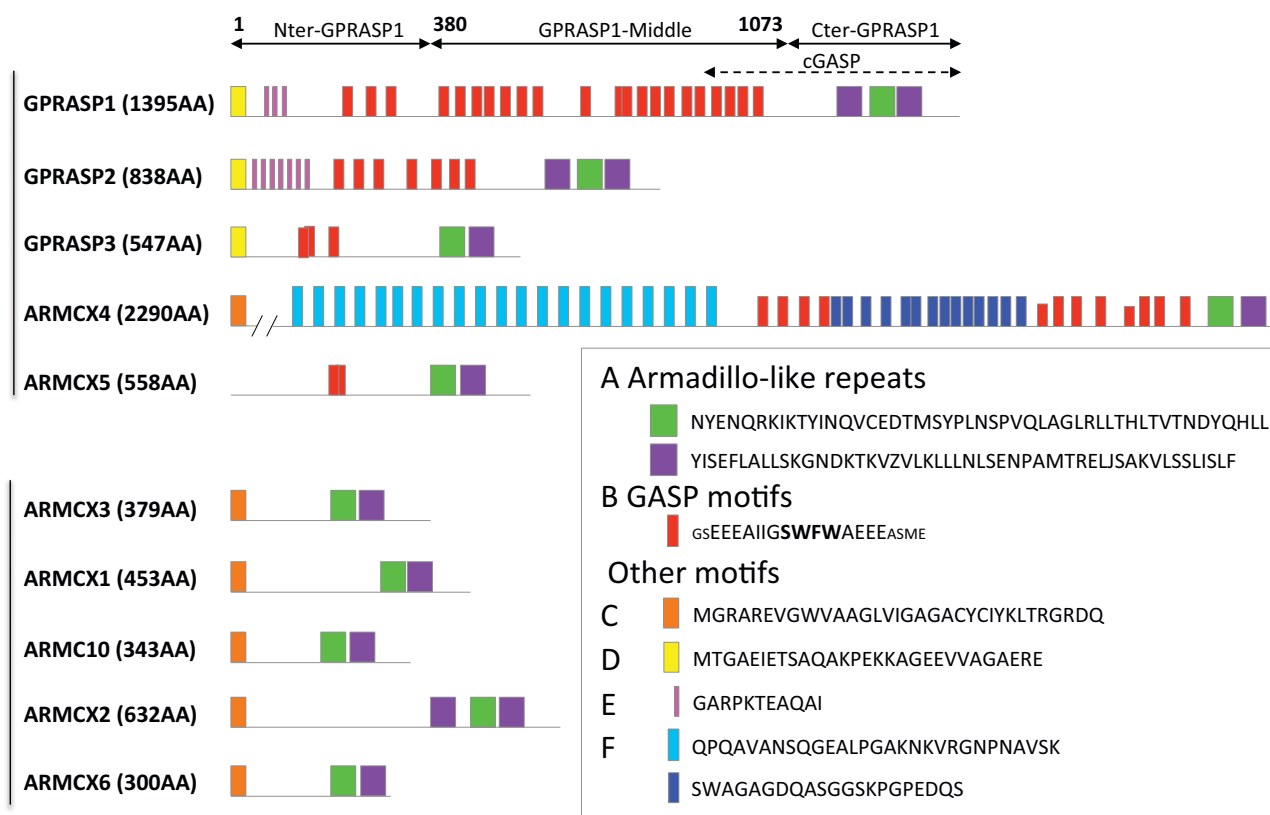 1 Nter-GPRASP1 380 GPRASP1-Middle 1073 Cter-GPRASP1
cGASP
GPRASP1 (1395AA)
GPRASP2 (838AA)
GPRASP3 (547AA)
ARMCX4 (2290AA)
ARMCX5 (558AA)
ARMCX3 (379AA)
ARMCX1 (453AA)
ARMC10 (343AA)
ARMCX2 (632AA)
ARMCX6 (300AA)
A Armadillo-like repeats
NYENQRKIKTYINQVCEDTMSYPLNSPVQLAGLRLLTHLTVTNDYQHLL
YISEFLALLSKGNDKTKVZVLKLLLNLSENPAMTRELJSAKVLSSLISLF
B GASP motifs
GSEEEAIIGSWFWAEEEASME
Other motifs
C MGRAREVGWVAAGLVIGAGACYCIYKLTRGRDQ
D MTGAEIETSAQAKPEKKAGEEVVAGAERE
E GARPKTEAQAI
F QPQAVANSQGEALPGAKNKVRGNPNAVSK
SWAGAGDQASGGSKPGPEDQS